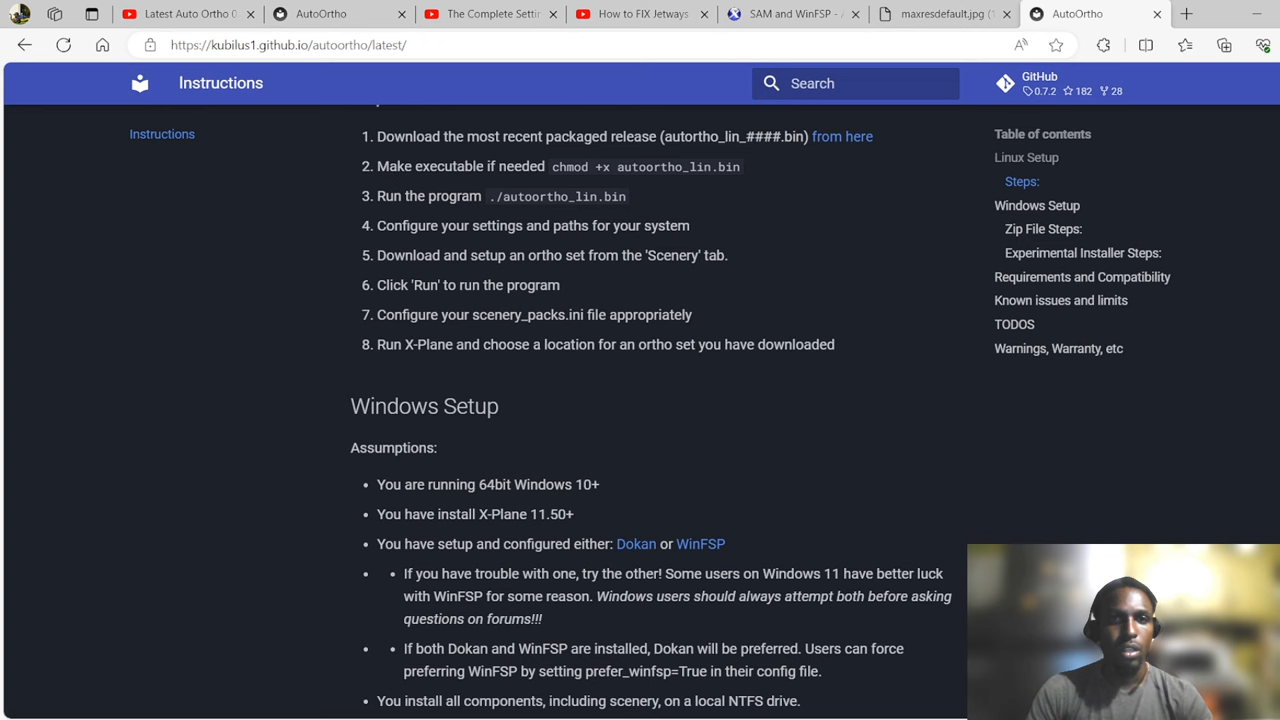 Latest Auto Ortho 0
AutoOrtho
The Complete Settin
How to FIX Jetways
SAM and WinFSP - A
maxresdefault.jpg (1
AutoOrtho
https://kubilus1.github.io/autoortho/latest/
Instructions
Search
GitHub
0.7.2 182 28
Instructions
1. Download the most recent packaged release (autortho_lin_####.bin) from here
2. Make executable if needed chmod +x autoortho_lin.bin
3. Run the program ./autoortho_lin.bin
4. Configure your settings and paths for your system
5. Download and setup an ortho set from the 'Scenery' tab.
6. Click 'Run' to run the program
7. Configure your scenery_packs.ini file appropriately
8. Run X-Plane and choose a location for an ortho set you have downloaded
Windows Setup
Assumptions:
• You are running 64bit Windows 10+
• You have install X-Plane 11.50+
• You have setup and configured either: Dokan or WinFSP
• • If you have trouble with one, try the other! Some users on Windows 11 have better luck
with WinFSP for some reason. Windows users should always attempt both before asking
questions on forums!!!
• • If both Dokan and WinFSP are installed, Dokan will be preferred. Users can force
preferring WinFSP by setting prefer_winfsp=True in their config file.
• You install all components, including scenery, on a local NTFS drive.
Table of contents
Linux Setup
Steps:
Windows Setup
Zip File Steps:
Experimental Installer Steps:
Requirements and Compatibility
Known issues and limits
TODOS
Warnings, Warranty, etc